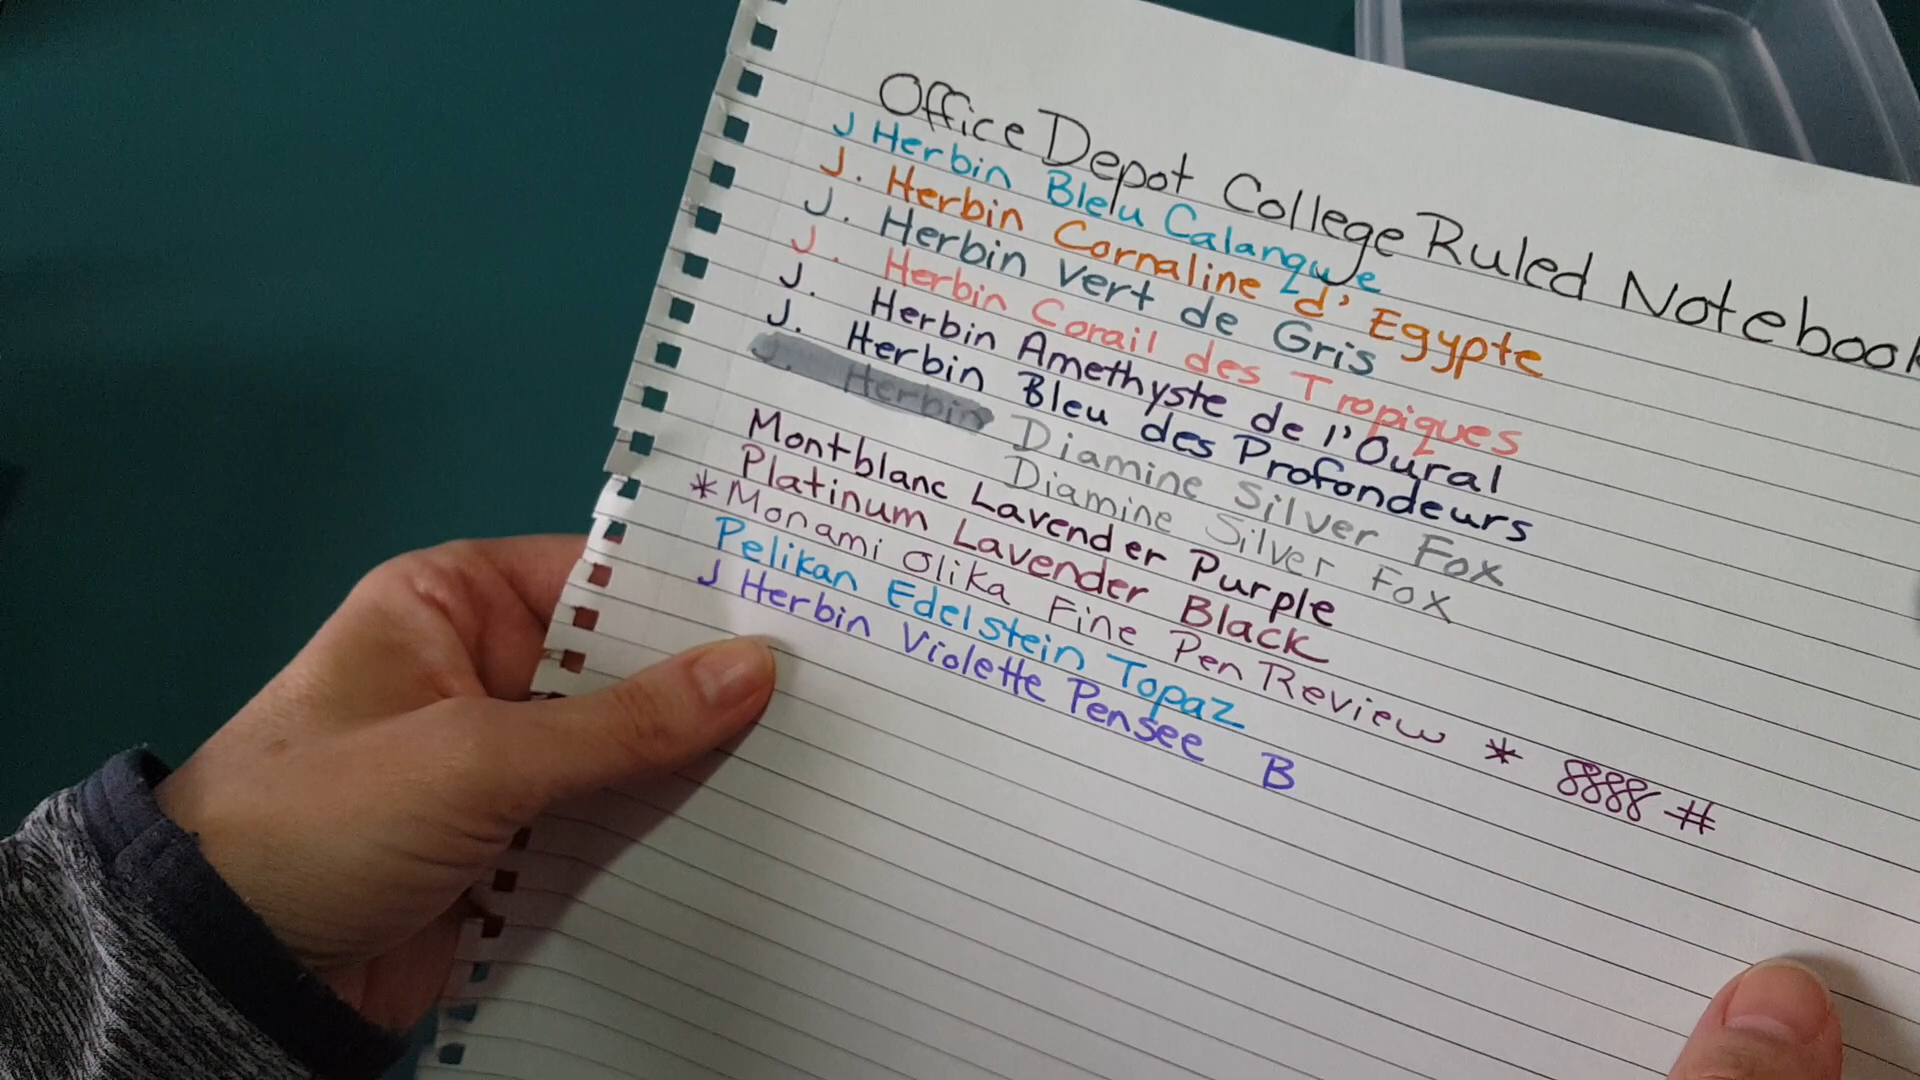 Office Depot College Ruled Notebook
J Herbin Bleu Calanque
J. Herbin Cornaline d'Egypte
J. Herbin Vert de Gris
J. Herbin Corail des Tropiques
J. Herbin Amethyste de l'Oural
J. Herbin Bleu des Profondeurs
J. Herbin Diamine Silver Fox
Diamine Silver Fox
Montblanc Lavender Purple
Platinum Lavender Black
*Monami Olika Fine Pen Review * 8888 #
Pelikan Edelstein Topaz
J Herbin Violette Pensee B